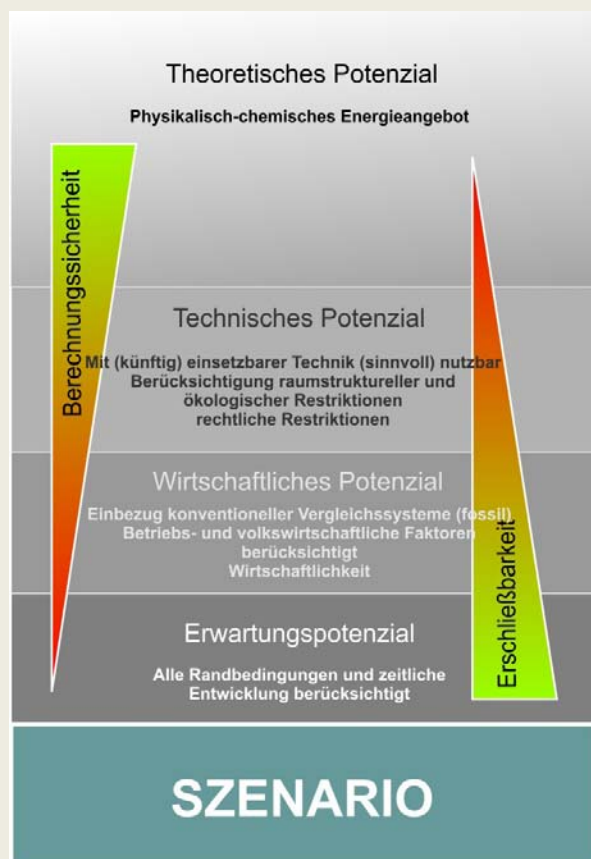 Theoretisches Potenzial
Physikalisch-chemisches Energieangebot
Berechnungssicherheit
Technisches Potenzial
Mit (künftig) einsetzbarer Technik (sinnvoll) nutzbar
Berücksichtigung raumstruktureller und
ökologischer Restriktionen
rechtliche Restriktionen
Wirtschaftliches Potenzial
Einbezug konventioneller Vergleichssysteme (fossil)
Betriebs- und volkswirtschaftliche Faktoren
berücksichtigt
Wirtschaftlichkeit
Erschließbarkeit
Erwartungspotenzial
Alle Randbedingungen und zeitliche
Entwicklung berücksichtigt
SZENARIO